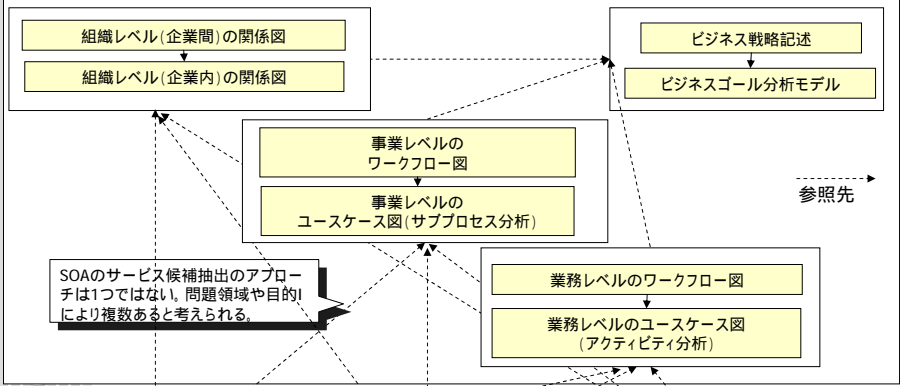 組織レベル(企業間)の関係図
組織レベル(企業内)の関係図
ビジネス戦略記述
ビジネスゴール分析モデル
事業レベルの
ワークフロー図
事業レベルの
ユースケース図(サブプロセス分析)
参照先
SOAのサービス候補抽出のアプロー
チは1つではない。問題領域や目的
により複数あると考えられる。
業務レベルのワークフロー図
業務レベルのユースケース図
(アクティビティ分析)